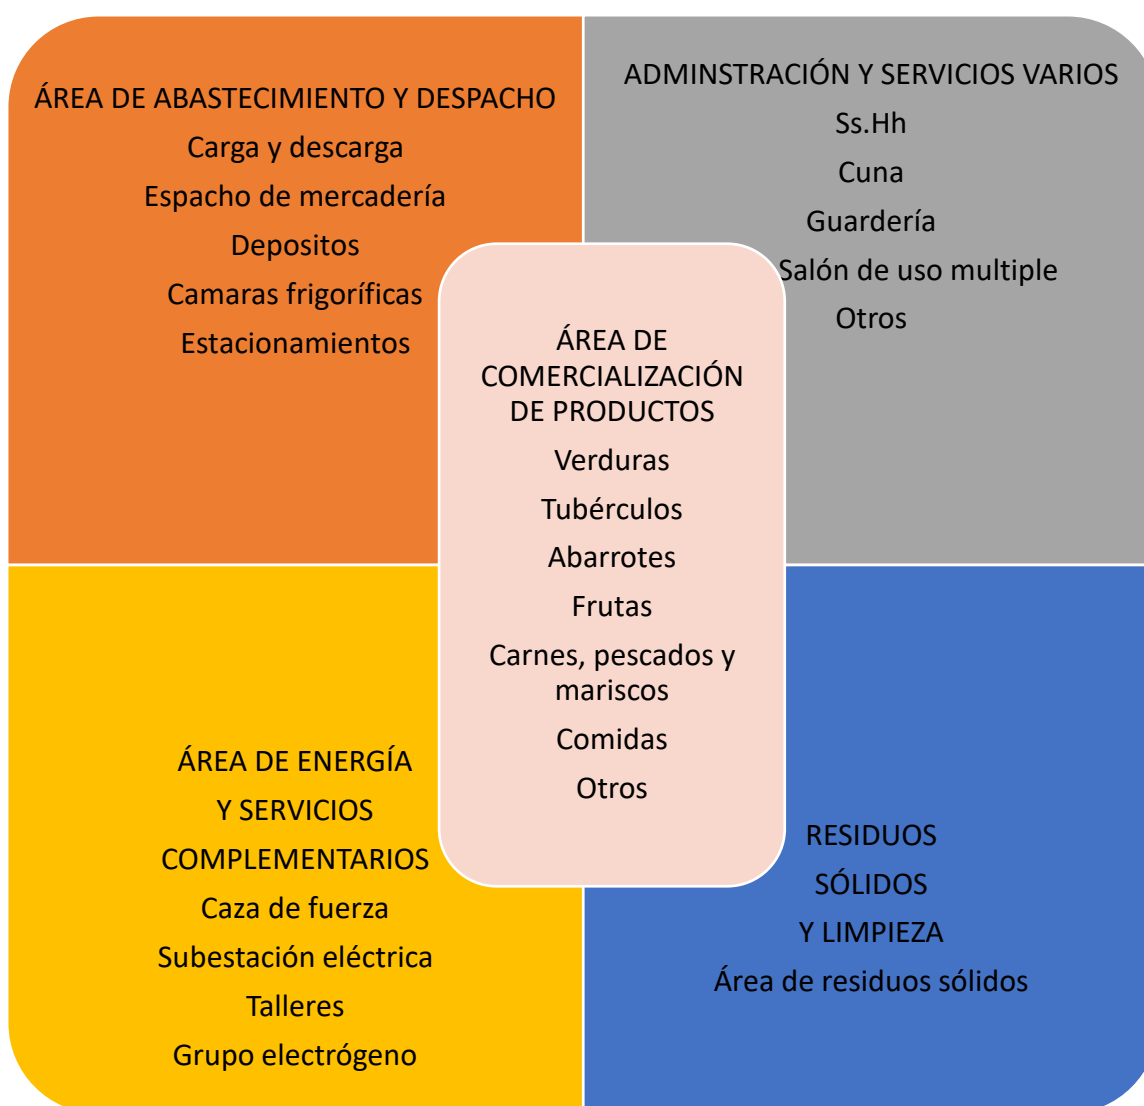 ÁREA DE ABASTECIMIENTO Y DESPACHO
Carga y descarga
Espacho de mercadería
Depositos
Camaras frigoríficas
Estacionamientos
ADMINSTRACIÓN Y SERVICIOS VARIOS
Ss.Hh
Cuna
Guardería
Salón de uso multiple
Otros
ÁREA DE
COMERCIALIZACIÓN
DE PRODUCTOS
Verduras
Tubérculos
Abarrotes
Frutas
Carnes, pescados y
mariscos
Comidas
Otros
ÁREA DE ENERGÍA
Y SERVICIOS
COMPLEMENTARIOS
Caza de fuerza
Subestación eléctrica
Talleres
Grupo electrógeno
RESIDUOS
SÓLIDOS
Y LIMPIEZA
Área de residuos sólidos